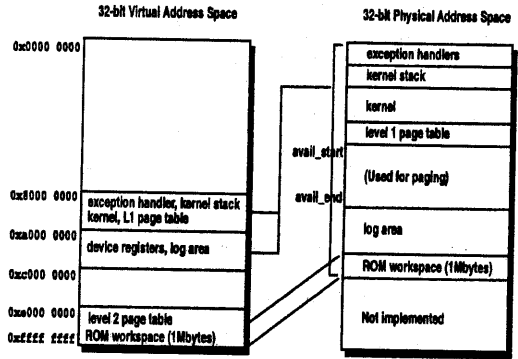 32-bit Virtual Address Space
0x0000 0000
0x8000 0000
exception handler, kernel stack
kernel, L1 page table
0xa000 0000
device registers, log area
0xc000 0000
0xe000 0000
level 2 page table
ROM workspace (1Mbytes)
0xffff ffff
32-bit Physical Address Space
exception handlers
kernel stack
kernel
level 1 page table
avail_start
(Used for paging)
avail_end
log area
ROM workspace (1Mbytes)
Not implemented